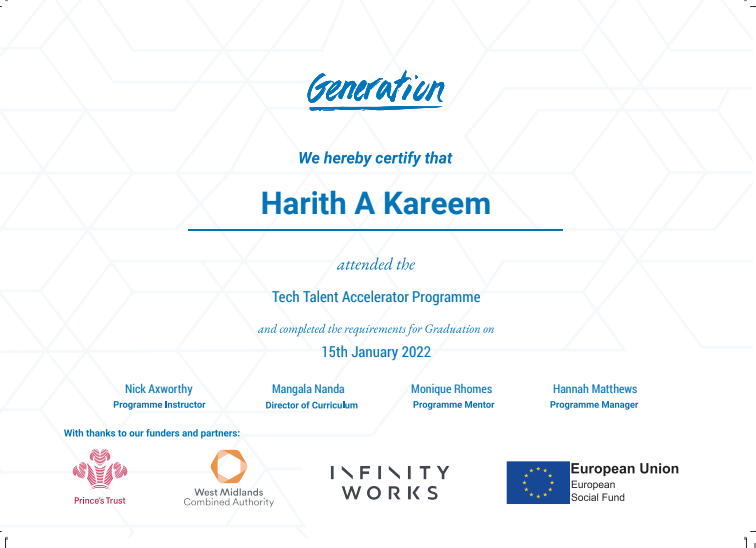 Generation
We hereby certify that
Harith A Kareem
attended the
Tech Talent Accelerator Programme
and completed the requirements for Graduation on
15th January 2022
Nick Axworthy
Programme Instructor
Mangala Nanda
Director of Curriculum
Monique Rhomes
Programme Mentor
Hannah Matthews
Programme Manager
With thanks to our funders and partners:
Prince's Trust
West Midlands
Combined Authority
INFINITY
WORKS
European Union
European
Social Fund